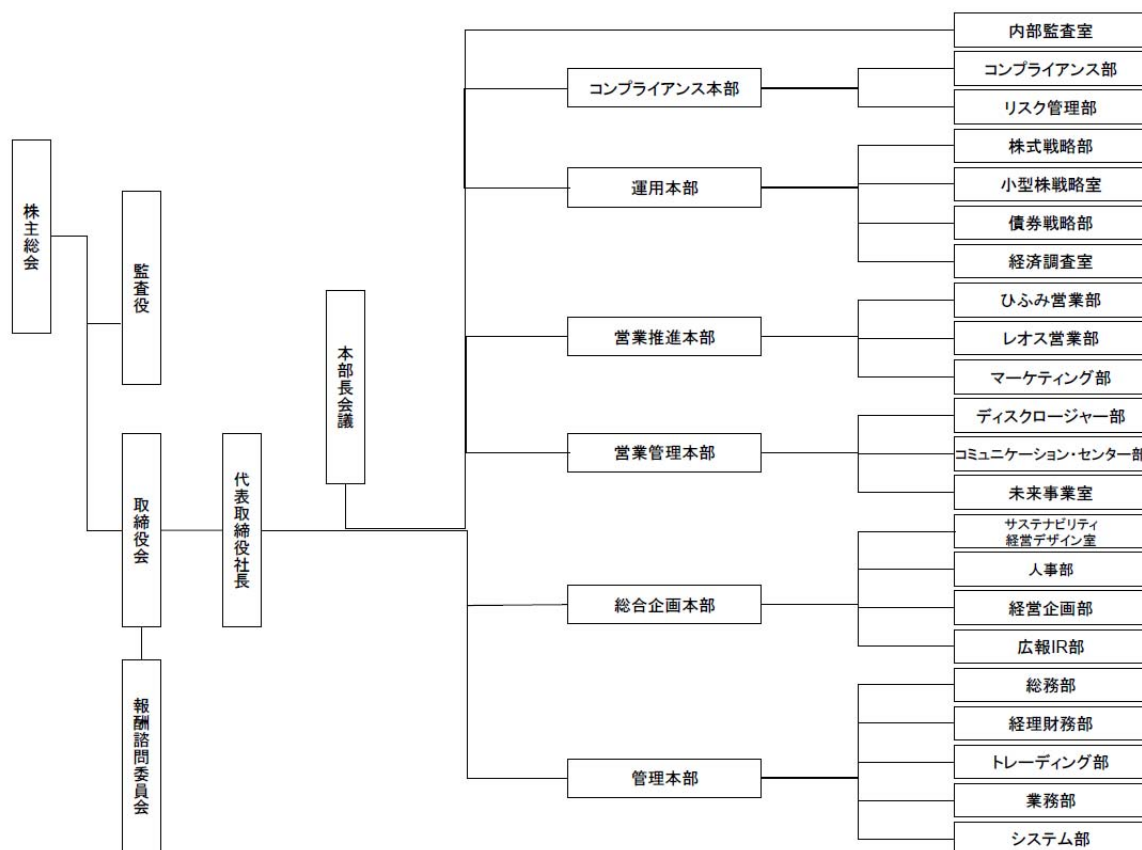 株主総会
監査役
取締役会
報酬諮問委員会
代表取締役社長
本部長会議
内部監査室
コンプライアンス本部
コンプライアンス部
リスク管理部
運用本部
株式戦略部
小型株戦略室
債券戦略部
経済調査室
営業推進本部
ひふみ営業部
レオス営業部
マーケティング部
営業管理本部
ディスクロージャー部
コミュニケーション・センター部
未来事業室
総合企画本部
サステナビリティ
経営デザイン室
人事部
経営企画部
広報IR部
管理本部
総務部
経理財務部
トレーディング部
業務部
システム部